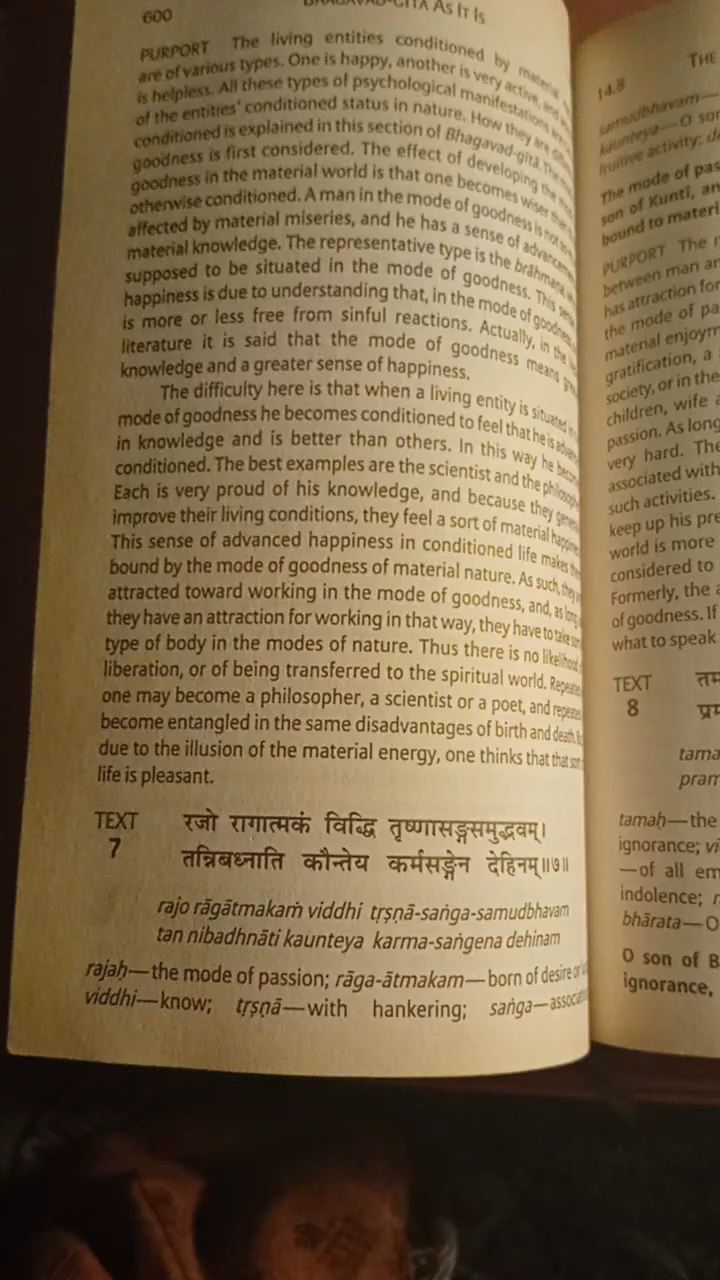 600
BHAGAVAD-GĪTĀ AS IT IS
PURPORT The living entities conditioned by material
are of various types. One is happy, another is very active, and
is helpless. All these types of psychological manifestations
of the entities' conditioned status in nature. How they are
conditioned is explained in this section of Bhagavad-gītā. The
goodness is first considered. The effect of developing the
goodness in the material world is that one becomes wiser than
otherwise conditioned. A man in the mode of goodness is not
affected by material miseries, and he has a sense of
material knowledge. The representative type is the
supposed to be situated in the mode of goodness. This
happiness is due to understanding that, in the mode of goodness,
is more or less free from sinful reactions. Actually, in the
literature it is said that the mode of goodness means
knowledge and a greater sense of happiness.
The difficulty here is that when a living entity is situated
mode of goodness he becomes conditioned to feel that he is
in knowledge and is better than others. In this way he
conditioned. The best examples are the scientist and the
Each is very proud of his knowledge, and because they
improve their living conditions, they feel a sort of material
This sense of advanced happiness in conditioned life makes
bound by the mode of goodness of material nature. As such, they
attracted toward working in the mode of goodness, and, as long
they have an attraction for working in that way, they have to take
type of body in the modes of nature. Thus there is no likelihood
liberation, or of being transferred to the spiritual world.
one may become a philosopher, a scientist or a poet, and
become entangled in the same disadvantages of birth and death.
due to the illusion of the material energy, one thinks that that
life is pleasant.
TEXT 7
रजो रागात्मकं विद्धि तृष्णासङ्गसमुद्भवम्।
तन्निबध्नाति कौन्तेय कर्मसङ्गेन देहिनम्॥७॥
rajo rāgātmakaṁ viddhi tṛṣṇā-saṅga-samudbhavam
tan nibadhnāti kaunteya karma-saṅgena dehinam
rajaḥ—the mode of passion; rāga-ātmakam—born of desire or
viddhi—know; tṛṣṇā—with hankering; saṅga—
14.8
THE
samudbhavam—
kaunteya—O son
fruitive activity;
The mode of
son of Kuntī,
bound to
PURPORT The
between man
has attraction for
the mode of
material
gratification, a
society, or in the
children, wife
passion. As long
very hard. The
associated with
such activities.
keep up his
world is more
considered to
Formerly, the
of goodness. If
what to speak
TEXT 8
tamaḥ—the
ignorance;
—of all
indolence;
bhārata—O
O son of
ignorance,